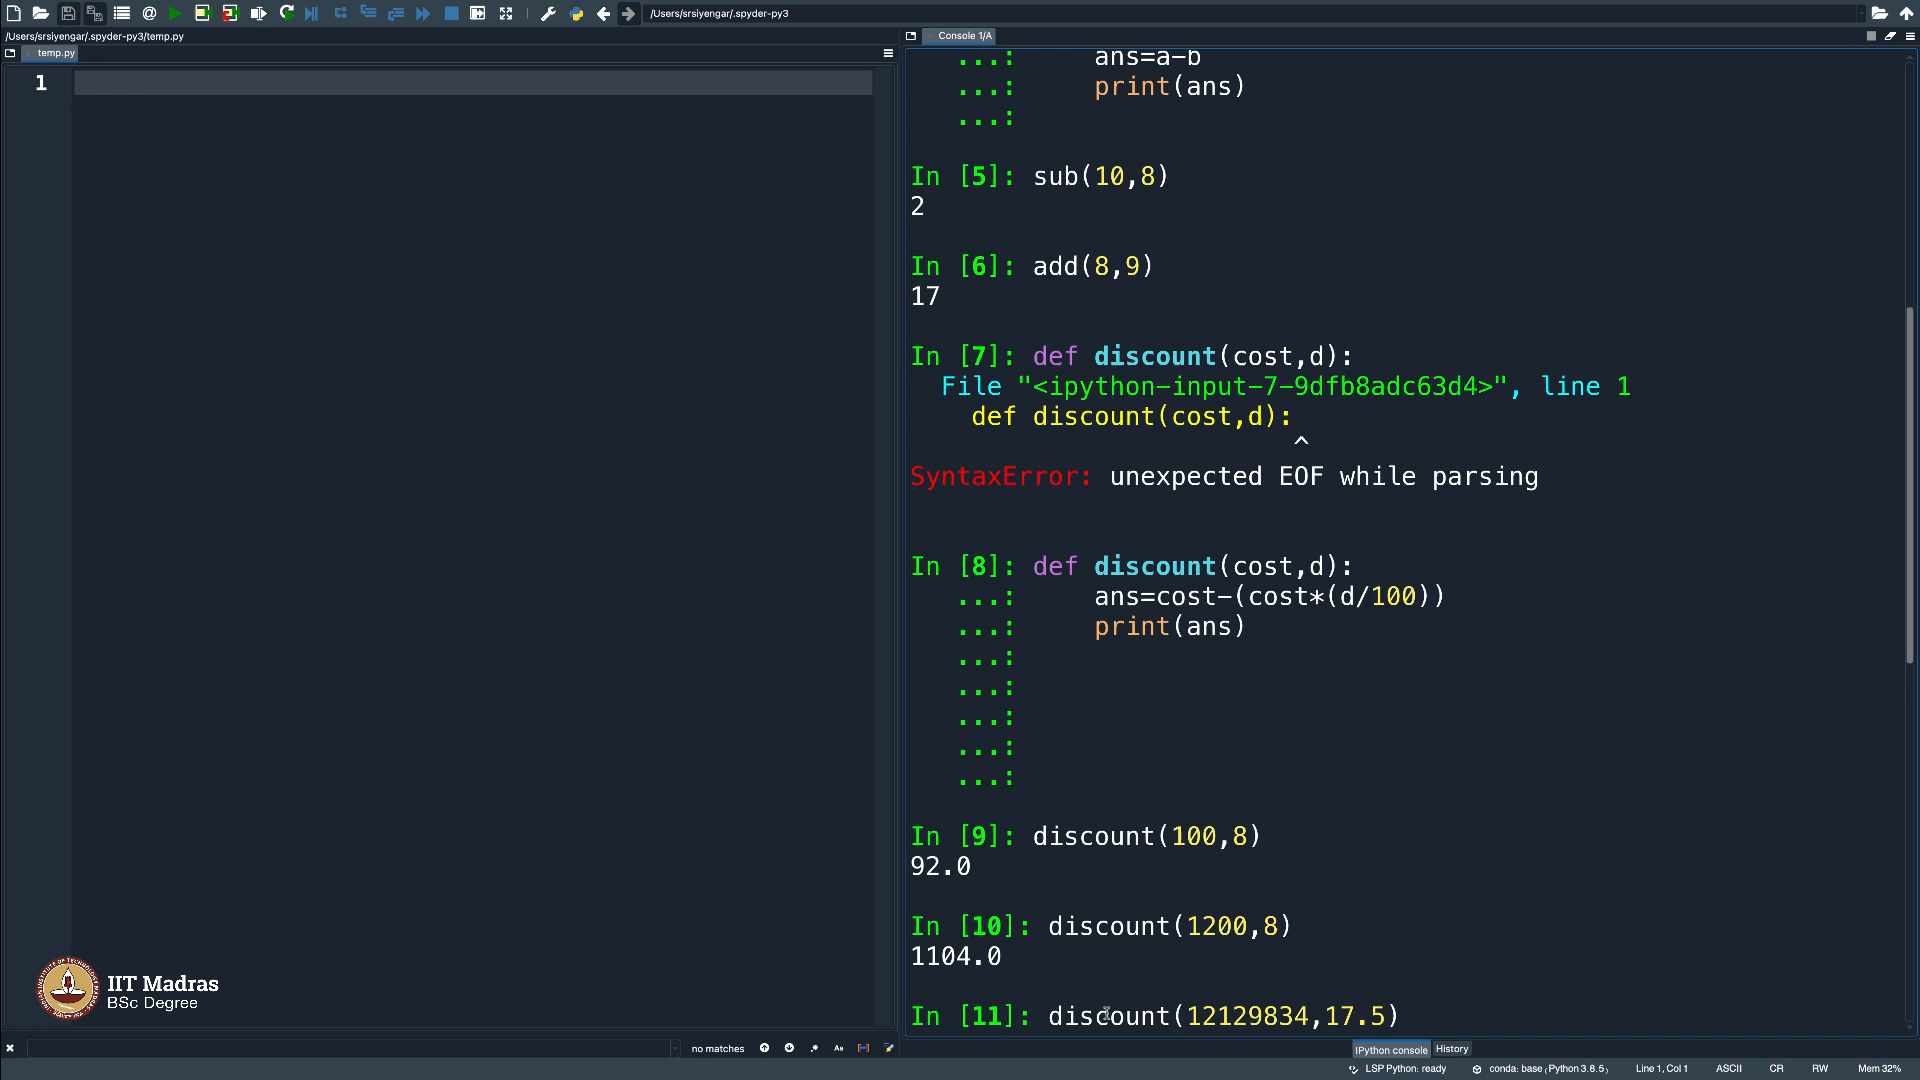 /Users/srsiyengar/.spyder-py3
/Users/srsiyengar/.spyder-py3/temp.py
temp.py
Console 1/A
1
...:     ans=a-b
...:     print(ans)
...:
In [5]: sub(10,8)
2
In [6]: add(8,9)
17
In [7]: def discount(cost,d):
  File "<ipython-input-7-9dfb8adc63d4>", line 1
    def discount(cost,d):
                         ^
SyntaxError: unexpected EOF while parsing
In [8]: def discount(cost,d):
   ...:     ans=cost-(cost*(d/100))
   ...:     print(ans)
   ...:
   ...:
   ...:
   ...:
   ...:
In [9]: discount(100,8)
92.0
In [10]: discount(1200,8)
1104.0
In [11]: discount(12129834,17.5)
IIT Madras
BSc Degree
no matches
Aa
IPython console
History
LSP Python: ready
conda: base (Python 3.8.5)
Line 1, Col 1
ASCII
CR
RW
Mem 32%